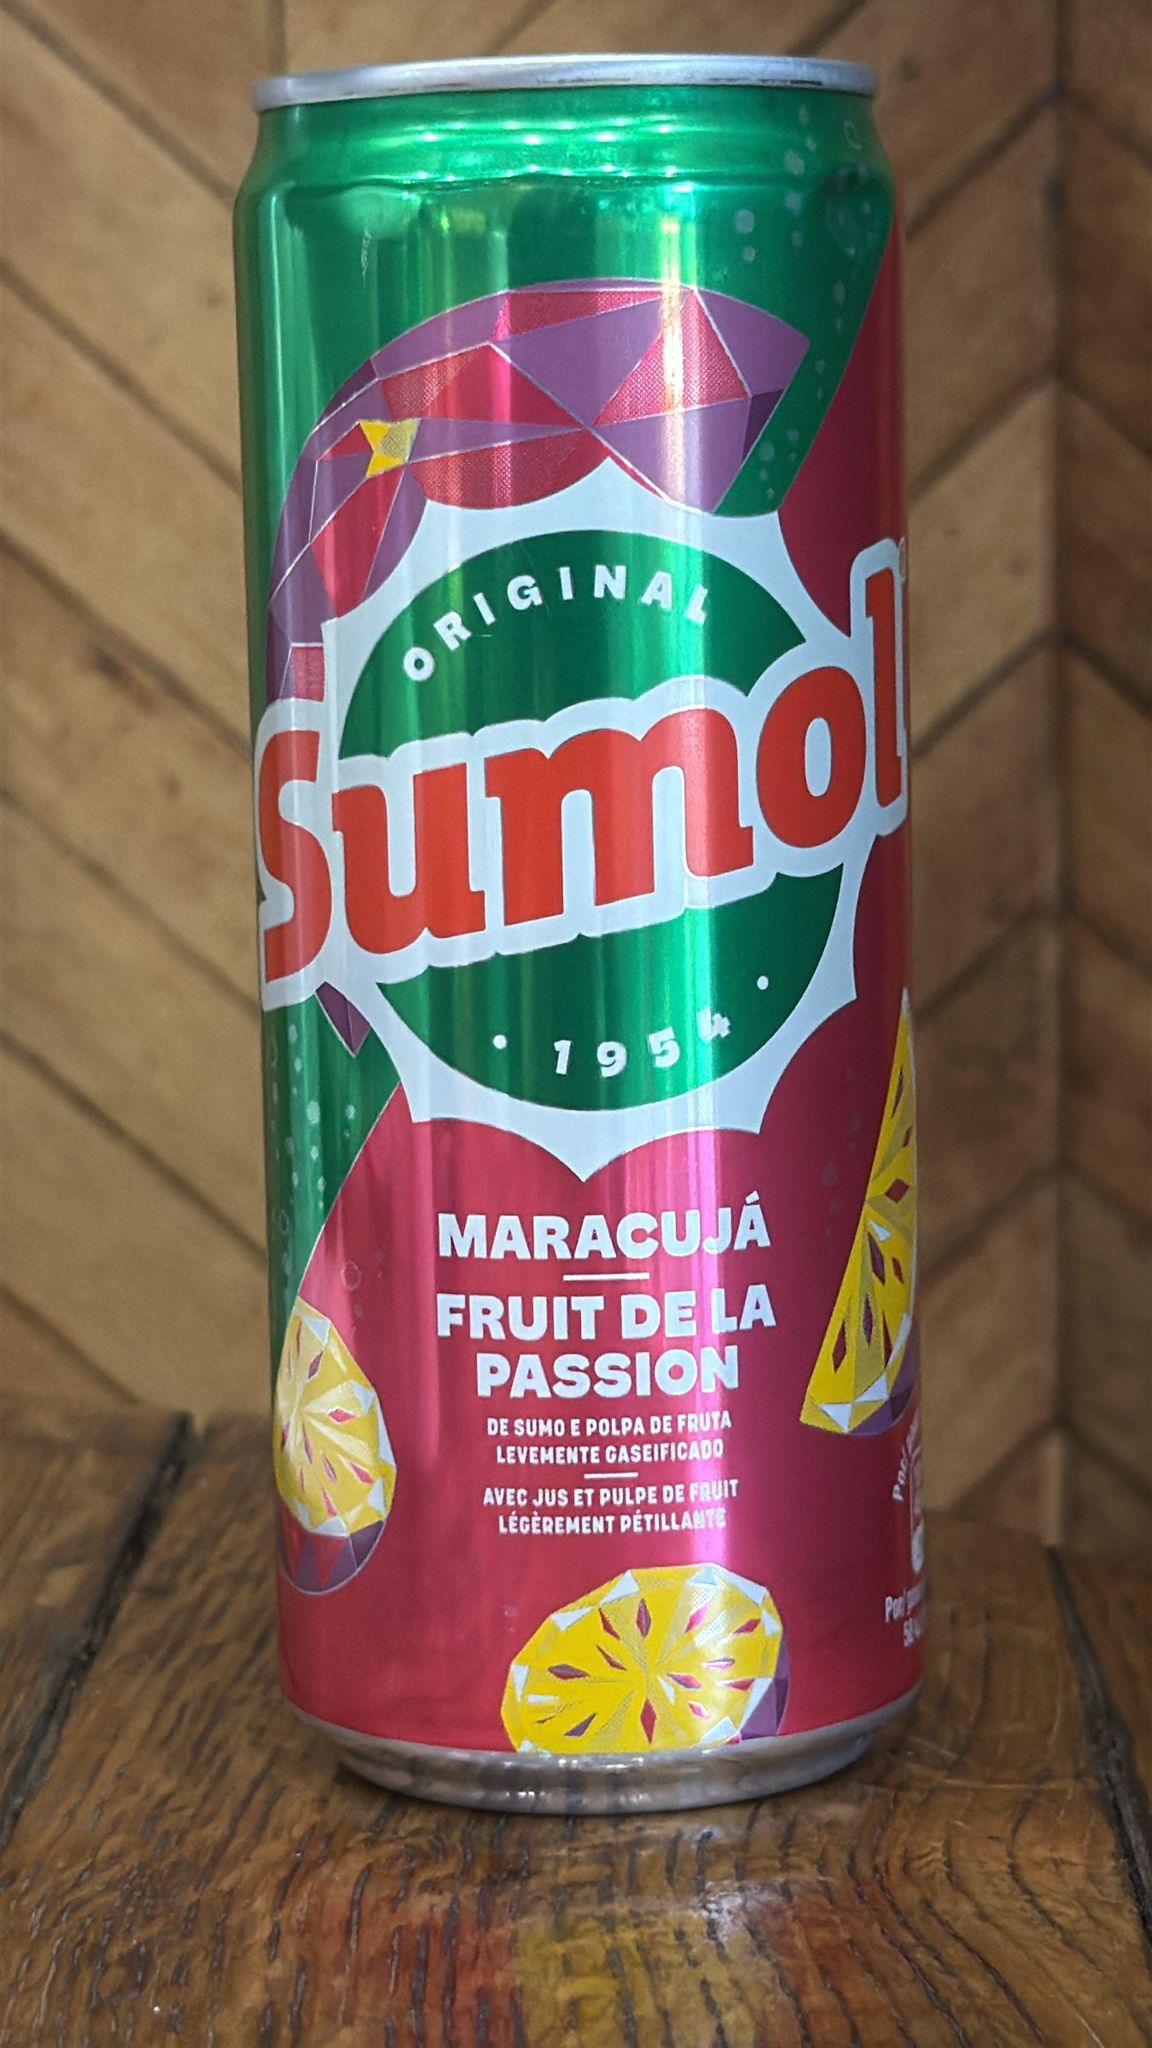 ORIGINAL
Sumol
1954
MARACUJÁ
FRUIT DE LA
PASSION
DE SUMO E POLPA DE FRUTA
LEVEMENTE GASEIFICADO
AVEC JUS ET PULPE DE FRUIT
LÉGÈREMENT PÉTILLANTE